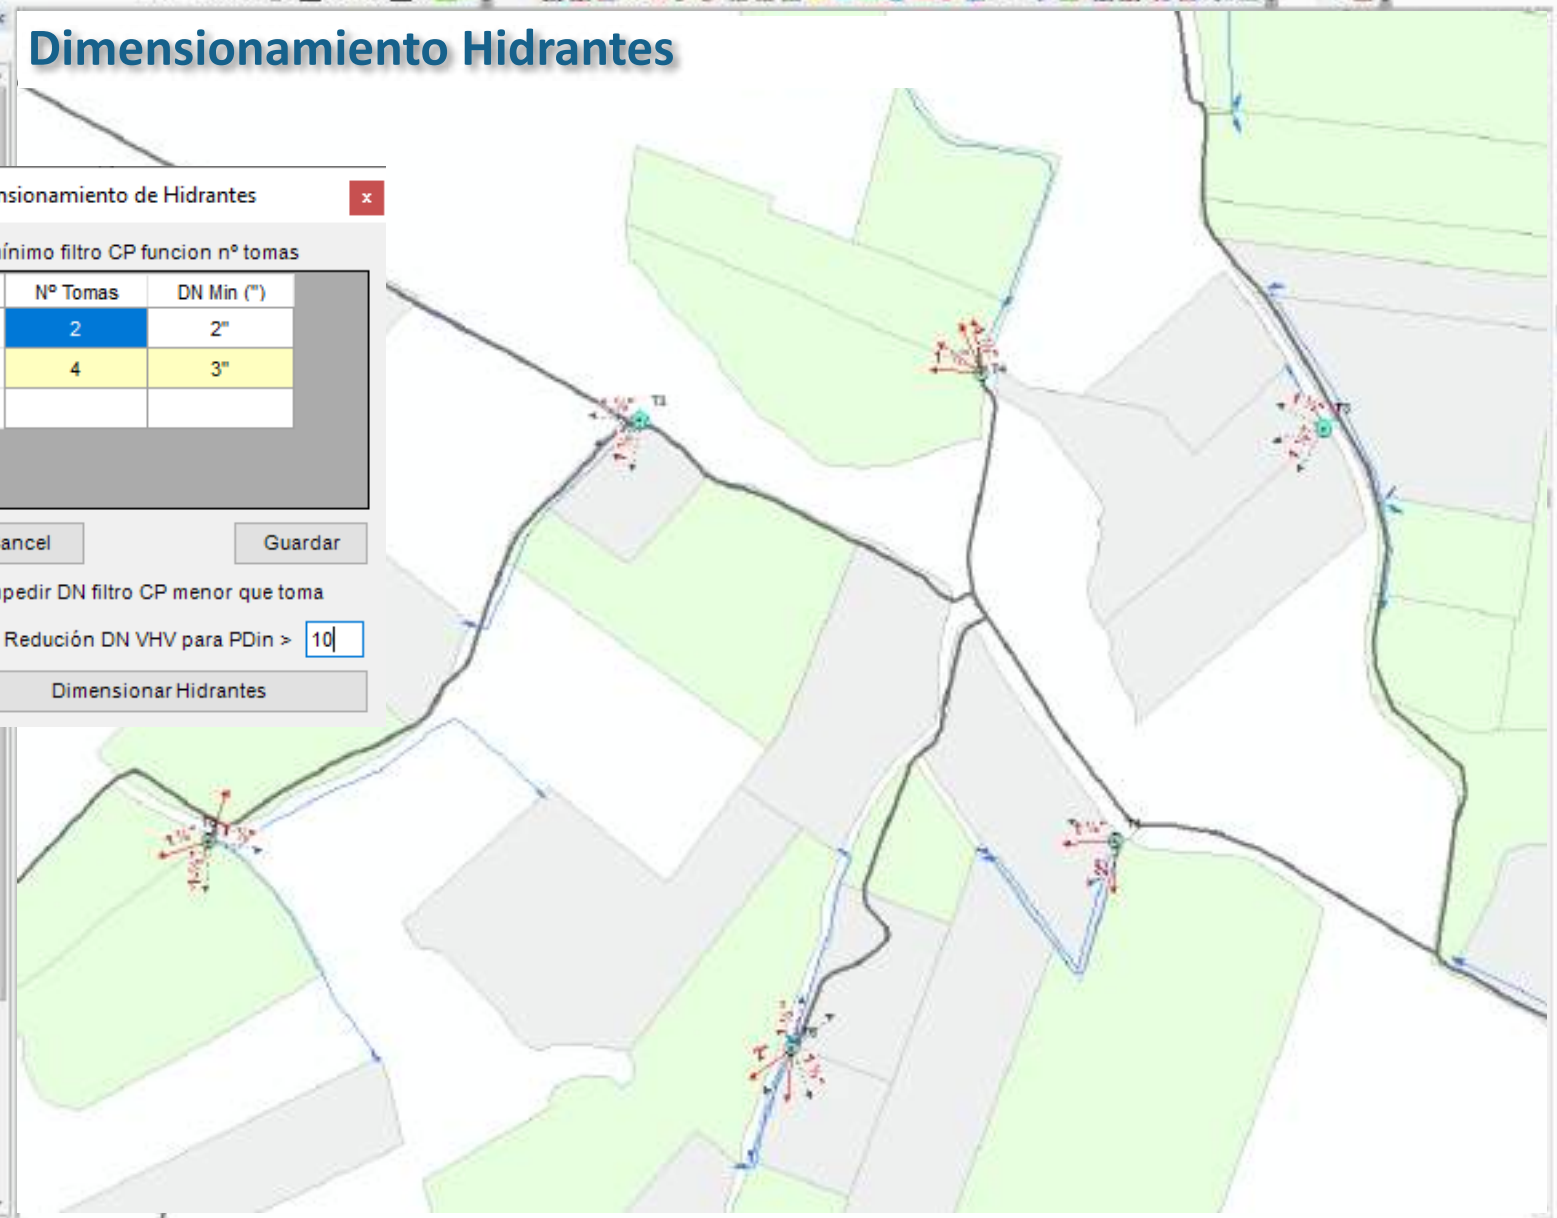 Dimensionamiento Hidrantes
nsionamiento de Hidrantes
x
ínimo filtro CP funcion nº tomas
Nº Tomas DN Min (")
2 2"
4 3"
ancel Guardar
pedir DN filtro CP menor que toma
Redución DN VHV para PDin > 10
Dimensionar Hidrantes
T4